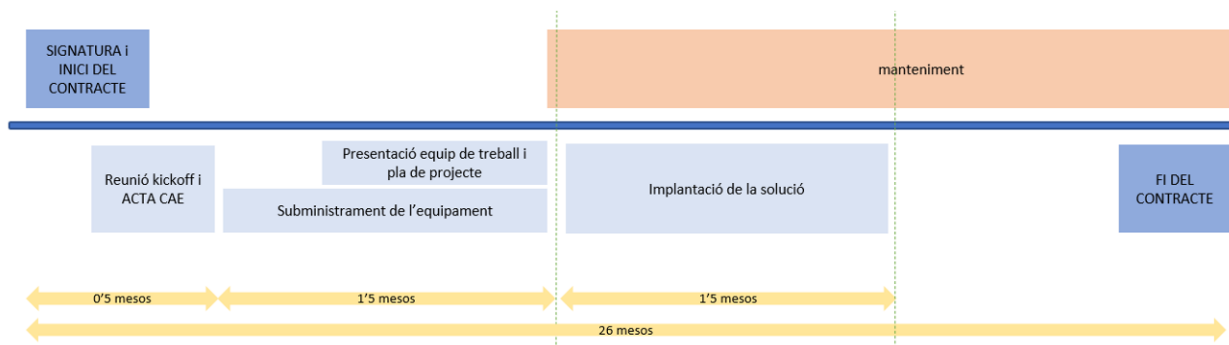 SIGNATURA i
INICI DEL
CONTRACTE
manteniment
Reunió kickoff i
ACTA CAE
Presentació equip de treball i
pla de projecte
Subministrament de l'equipament
Implantació de la solució
FI DEL
CONTRACTE
0'5 mesos
1'5 mesos
1'5 mesos
26 mesos